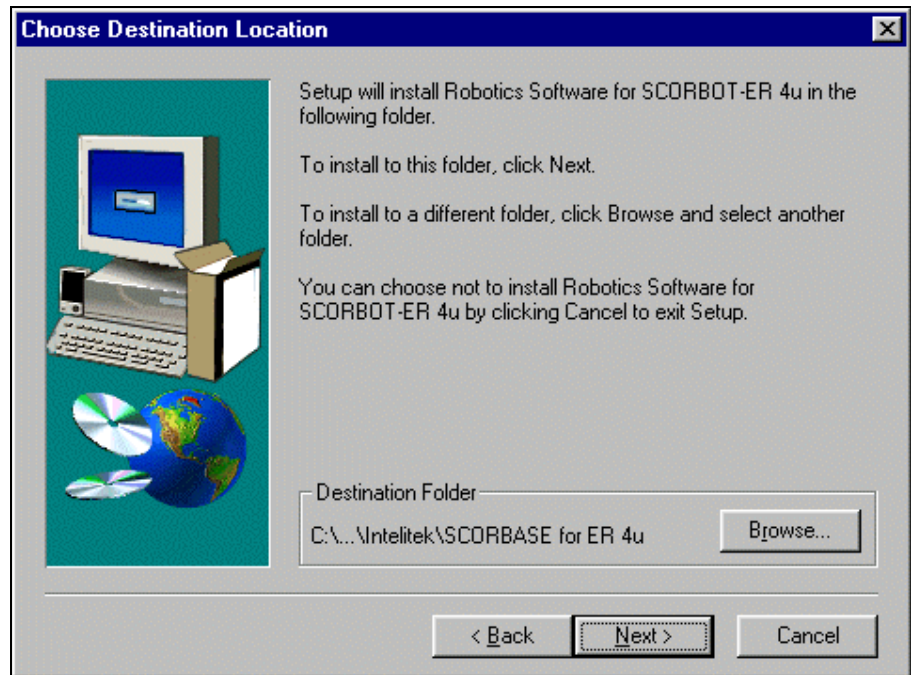 Choose Destination Location
Setup will install Robotics Software for SCORBOT-ER 4u in the
following folder.
To install to this folder, click Next.
To install to a different folder, click Browse and select another
folder.
You can choose not to install Robotics Software for
SCORBOT-ER 4u by clicking Cancel to exit Setup.
Destination Folder
C:\...\Intelitek\SCORBASE for ER 4u
Browse...
< Back
Next >
Cancel